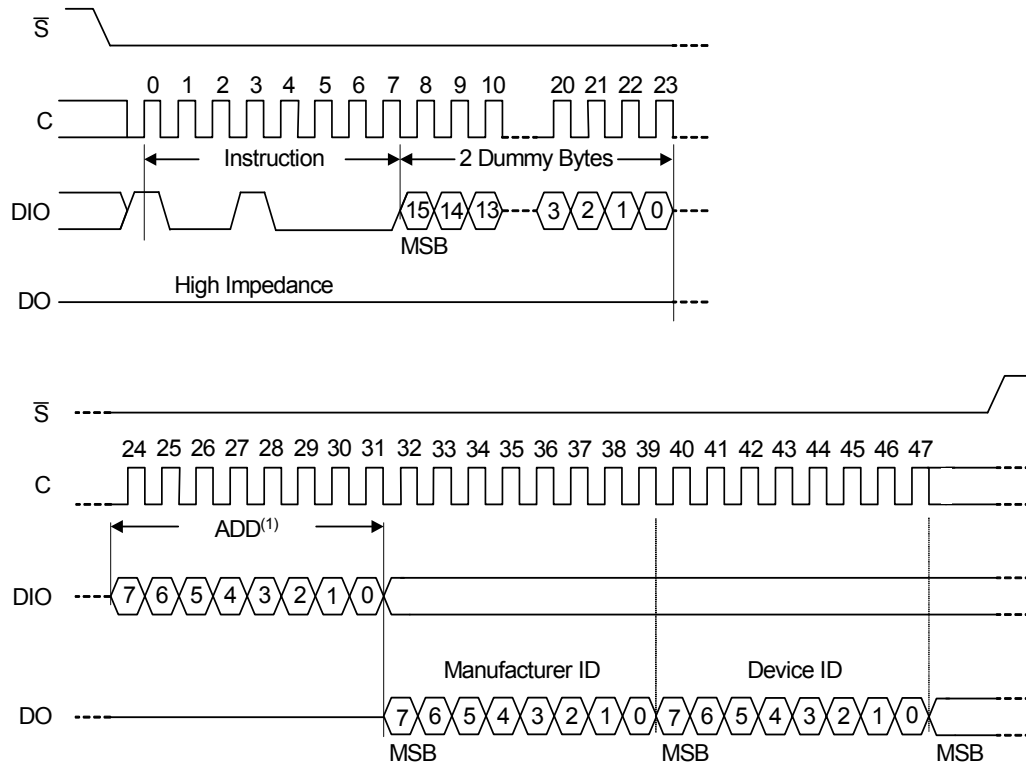 S
0 1 2 3 4 5 6 7 8 9 10 20 21 22 23
C
Instruction 2 Dummy Bytes
DIO 15 14 13 3 2 1 0
MSB
High Impedance
DO
S
24 25 26 27 28 29 30 31 32 33 34 35 36 37 38 39 40 41 42 43 44 45 46 47
C
ADD(1)
DIO 7 6 5 4 3 2 1 0
Manufacturer ID Device ID
DO 7 6 5 4 3 2 1 0 7 6 5 4 3 2 1 0
MSB MSB MSB